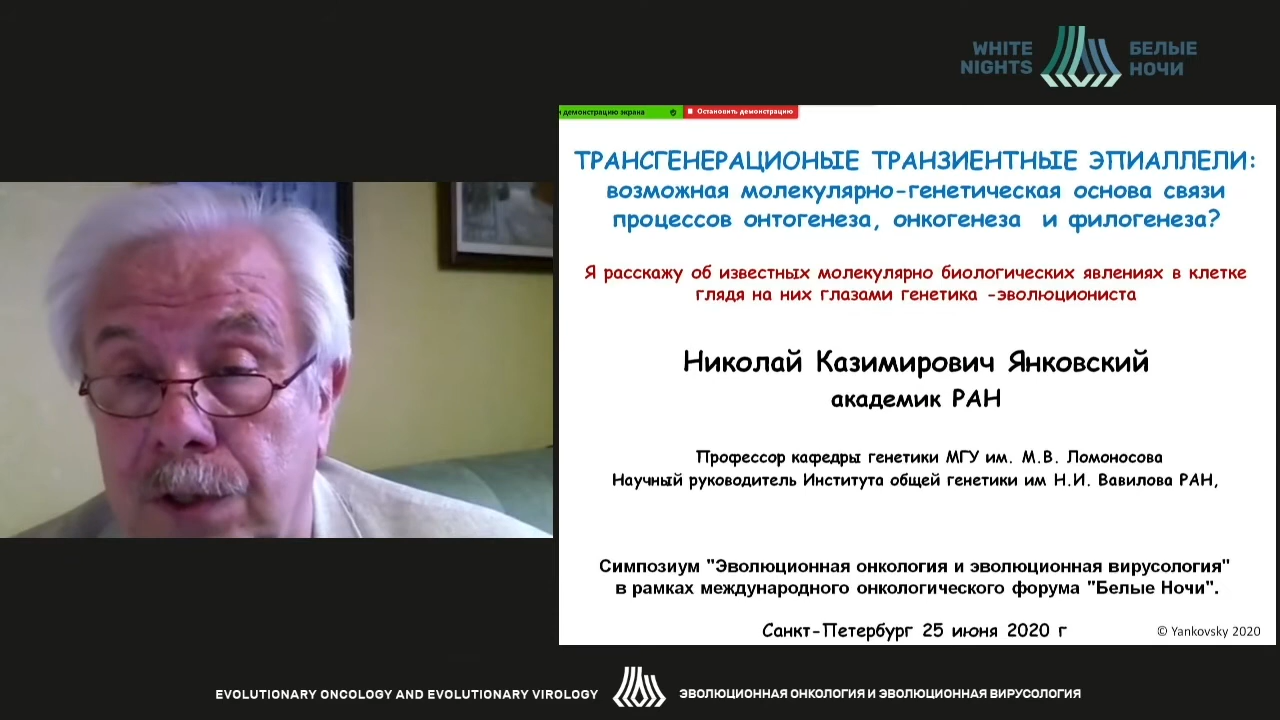 WHITE
NIGHTS
БЕЛЫЕ
НОЧИ
демонстрацию экрана
Остановить демонстрацию
ТРАНСГЕНЕРАЦИОНЫЕ ТРАНЗИЕНТНЫЕ ЭПИАЛЛЕЛИ:
возможная молекулярно-генетическая основа связи
процессов онтогенеза, онкогенеза и филогенеза?
Я расскажу об известных молекулярно биологических явлениях в клетке
глядя на них глазами генетика -эволюциониста
Николай Казимирович Янковский
академик РАН
Профессор кафедры генетики МГУ им. М.В. Ломоносова
Научный руководитель Института общей генетики им Н.И. Вавилова РАН,
Симпозиум "Эволюционная онкология и эволюционная вирусология"
в рамках международного онкологического форума "Белые Ночи".
Санкт-Петербург 25 июня 2020 г
© Yankovsky 2020
EVOLUTIONARY ONCOLOGY AND EVOLUTIONARY VIROLOGY
ЭВОЛЮЦИОННАЯ ОНКОЛОГИЯ И ЭВОЛЮЦИОННАЯ ВИРУСОЛОГИЯ